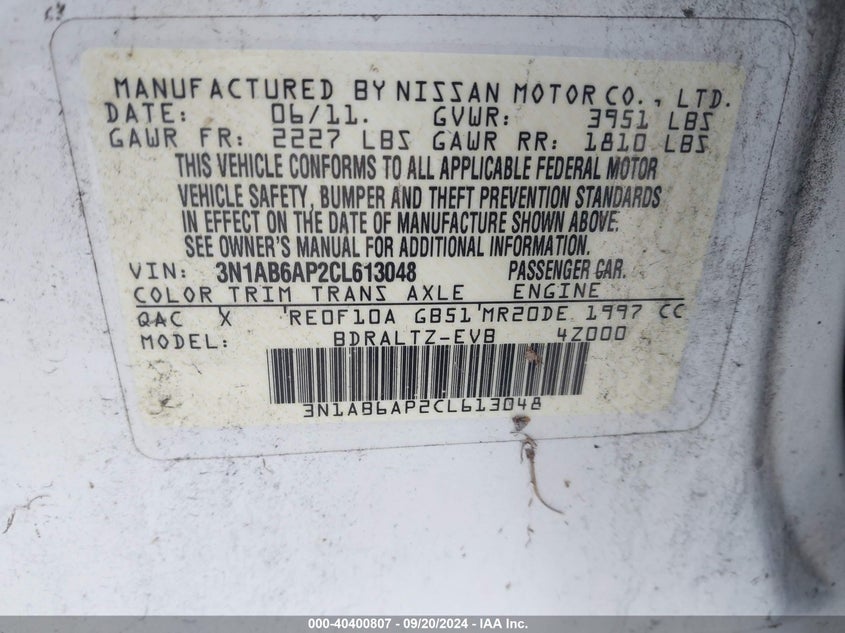 MANUFACTURED BY NISSAN MOTOR CO., LTD.
DATE: 06/11. GVWR: 3951 LBS
GAWR FR: 2227 LBS GAWR RR: 1810 LBS
THIS VEHICLE CONFORMS TO ALL APPLICABLE FEDERAL MOTOR
VEHICLE SAFETY, BUMPER AND THEFT PREVENTION STANDARDS
IN EFFECT ON THE DATE OF MANUFACTURE SHOWN ABOVE.
SEE OWNER'S MANUAL FOR ADDITIONAL INFORMATION.
VIN: 3N1AB6AP2CL613048 PASSENGER CAR.
COLOR TRIM TRANS AXLE ENGINE
QAC X 'RE0F10A GB51'MR20DE 1997 CC
MODEL: BDRALTZ-EVB 4Z000
3N1AB6AP2CL613048
000-40400807 - 09/20/2024 - IAA Inc.